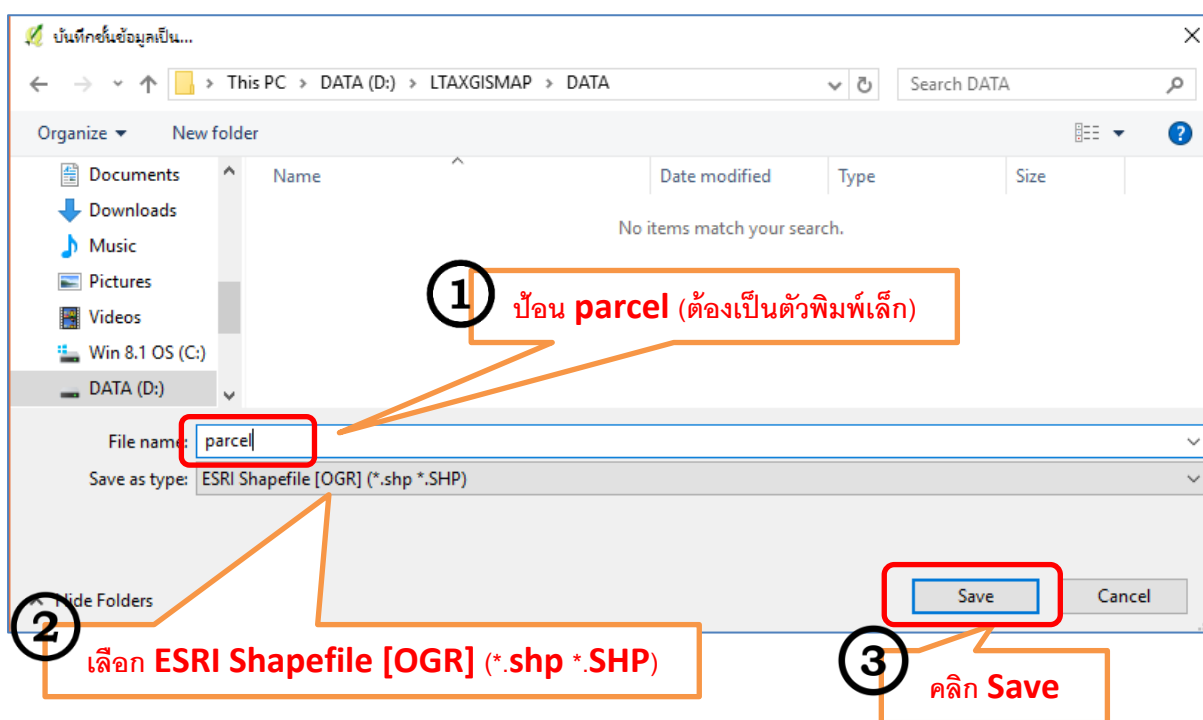 บันทึกชั้นข้อมูลเป็น...
This PC > DATA (D:) > LTAXGISMAP > DATA
Search DATA
Organize
New folder
Documents
Name
Date modified
Type
Size
Downloads
No items match your search.
Music
Pictures
Videos
Win 8.1 OS (C:)
DATA (D:)
1
ป้อน parcel (ต้องเป็นตัวพิมพ์เล็ก)
File name: parcel
Save as type: ESRI Shapefile [OGR] (*.shp *.SHP)
Hide Folders
Save
Cancel
2
เลือก ESRI Shapefile [OGR] (*.shp *.SHP)
3
คลิก Save